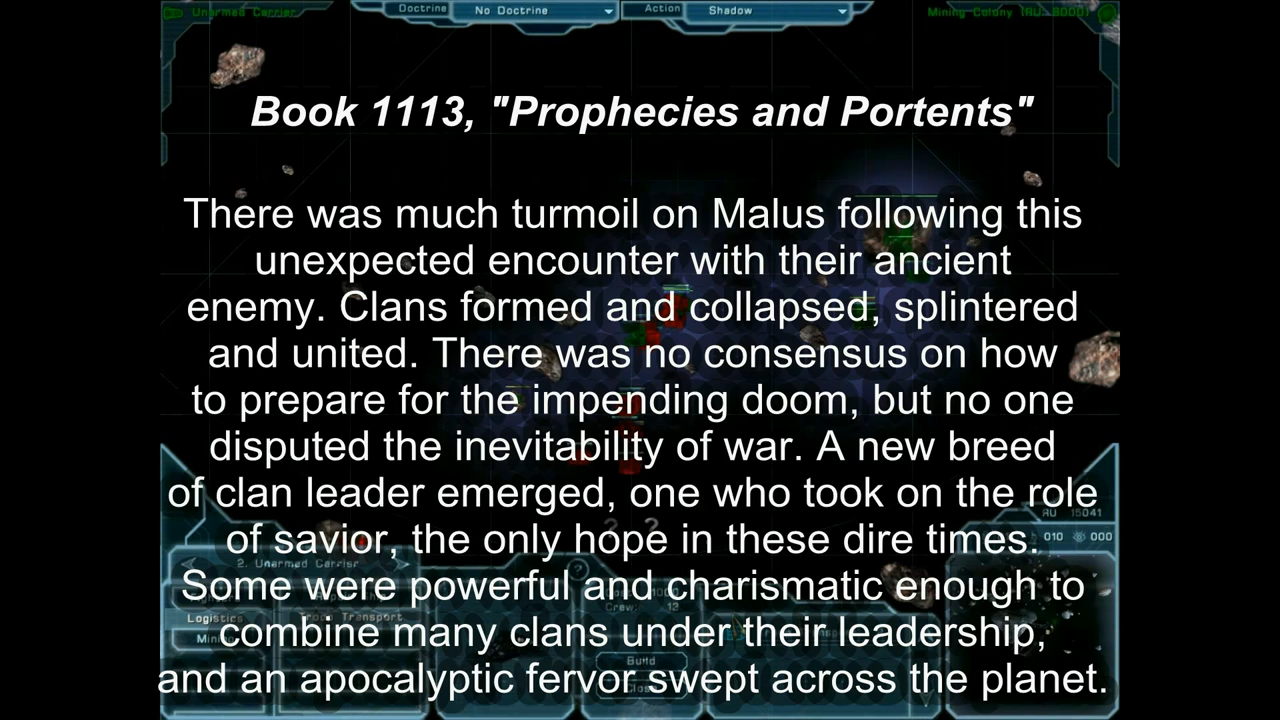 Unarmed Carrier
Doctrine
No Doctrine
Action
Shadow
Mining Colony (RU: 8000)
Book 1113, "Prophecies and Portents"
There was much turmoil on Malus following this
unexpected encounter with their ancient
enemy. Clans formed and collapsed, splintered
and united. There was no consensus on how
to prepare for the impending doom, but no one
disputed the inevitability of war. A new breed
of clan leader emerged, one who took on the role
of savior, the only hope in these dire times.
Some were powerful and charismatic enough to
combine many clans under their leadership,
and an apocalyptic fervor swept across the planet.
RU 15041
010
000
2. Unarmed Carrier
Logistics
Troop Transport
Crew: 12
Build